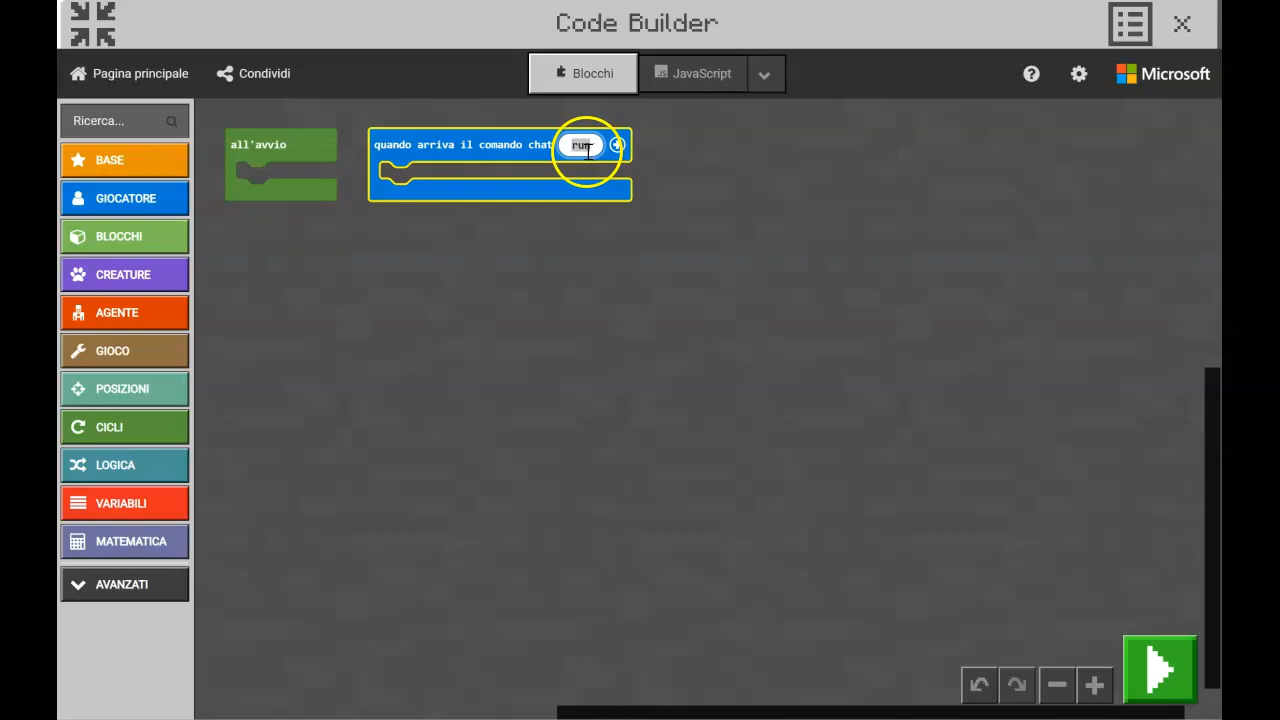 Code Builder
Pagina principale
Condividi
Blocchi
JS JavaScript
Microsoft
Ricerca...
BASE
GIOCATORE
BLOCCHI
CREATURE
AGENTE
GIOCO
POSIZIONI
CICLI
LOGICA
VARIABILI
MATEMATICA
AVANZATI
all'avvio
quando arriva il comando chat run